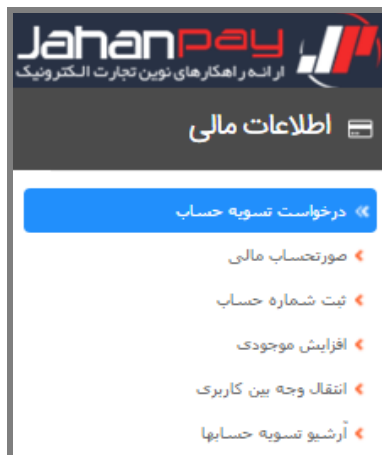 JahanPay
ارائه راهکارهای نوین تجارت الکترونیک
اطلاعات مالی
درخواست تسویه حساب
صورتحساب مالی
ثبت شماره حساب
افزایش موجودی
انتقال وجه بین کاربری
آرشیو تسویه حسابها